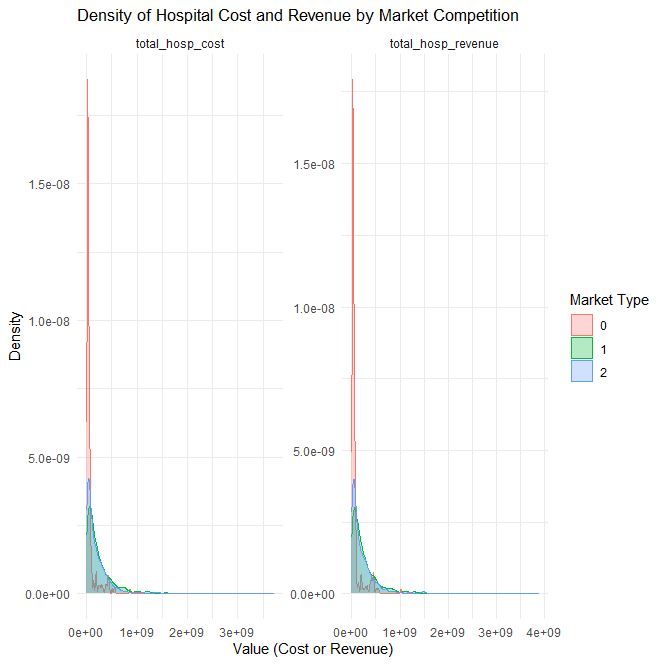 Density of Hospital Cost and Revenue by Market Competition
total_hosp_cost
total_hosp_revenue
1.5e-08
1.0e-08
5.0e-09
0.0e+00
1.5e-08
1.0e-08
5.0e-09
0.0e+00
Density
0e+00 1e+09 2e+09 3e+09
0e+00 1e+09 2e+09 3e+09 4e+09
Value (Cost or Revenue)
Market Type
0
1
2